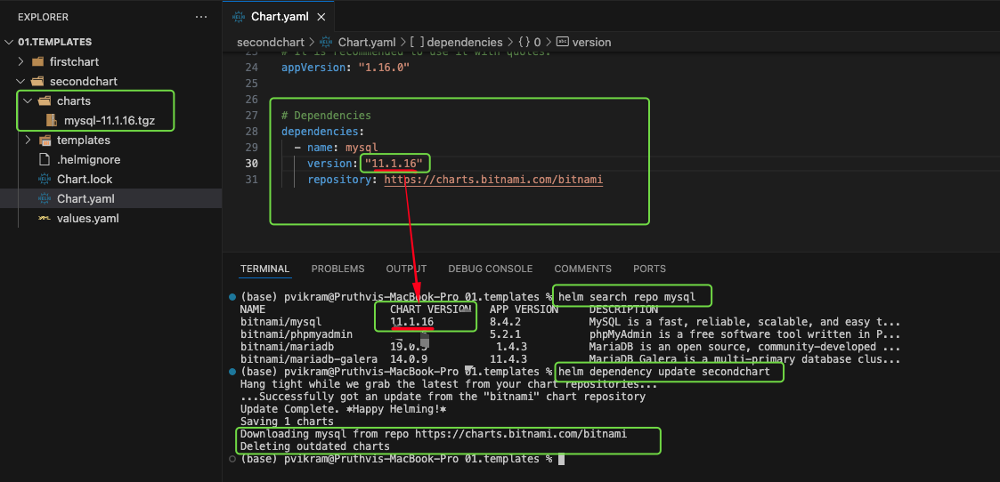 EXPLORER
···
01.TEMPLATES
firstchart
secondchart
charts
mysql-11.1.16.tgz
templates
.helmignore
Chart.lock
Chart.yaml
values.yaml
Chart.yaml
secondchart > Chart.yaml > [ ] dependencies > { } 0 > abc version
23 # It is recommended to use it with quotes.
24 appVersion: "1.16.0"
25
26
27 # Dependencies
28 dependencies:
29 - name: mysql
30 version: "11.1.16"
31 repository: https://charts.bitnami.com/bitnami
TERMINAL PROBLEMS OUTPUT DEBUG CONSOLE COMMENTS PORTS
(base) pvikram@Pruthvis-MacBook-Pro 01.templates % helm search repo mysql
NAME CHART VERSION APP VERSION DESCRIPTION
bitnami/mysql 11.1.16 8.4.2 MySQL is a fast, reliable, scalable, and easy t...
bitnami/phpmyadmin 5.2.1 phpMyAdmin is a free software tool written in P...
bitnami/mariadb 1.4.3 MariaDB is an open source, community-developed ...
bitnami/mariadb-galera 14.0.9 11.4.3 MariaDB Galera is a multi-primary database clus...
(base) pvikram@Pruthvis-MacBook-Pro 01.templates % helm dependency update secondchart
Hang tight while we grab the latest from your chart repositories...
...Successfully got an update from the "bitnami" chart repository
Update Complete. ⎈Happy Helming!⎈
Saving 1 charts
Downloading mysql from repo https://charts.bitnami.com/bitnami
Deleting outdated charts
(base) pvikram@Pruthvis-MacBook-Pro 01.templates %